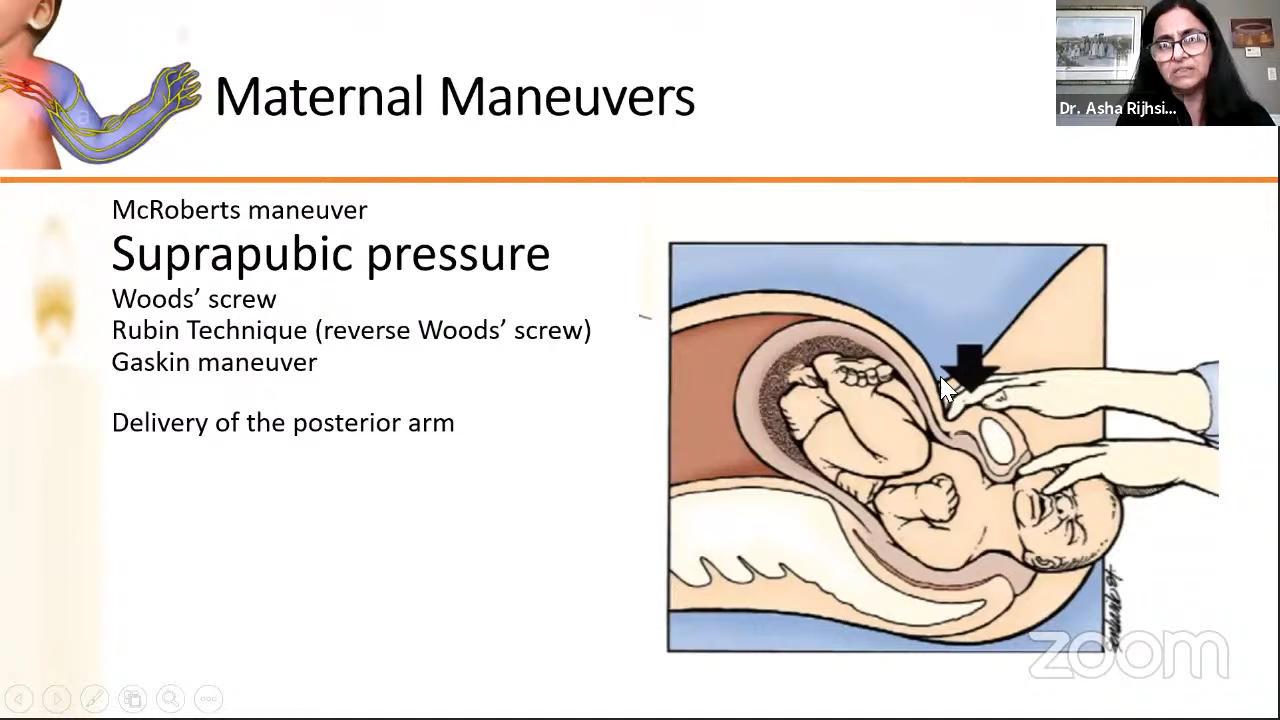 Maternal Maneuvers
Dr. Asha Rijhsi...
McRoberts maneuver
Suprapubic pressure
Woods’ screw
Rubin Technique (reverse Woods’ screw)
Gaskin maneuver
Delivery of the posterior arm
zoom